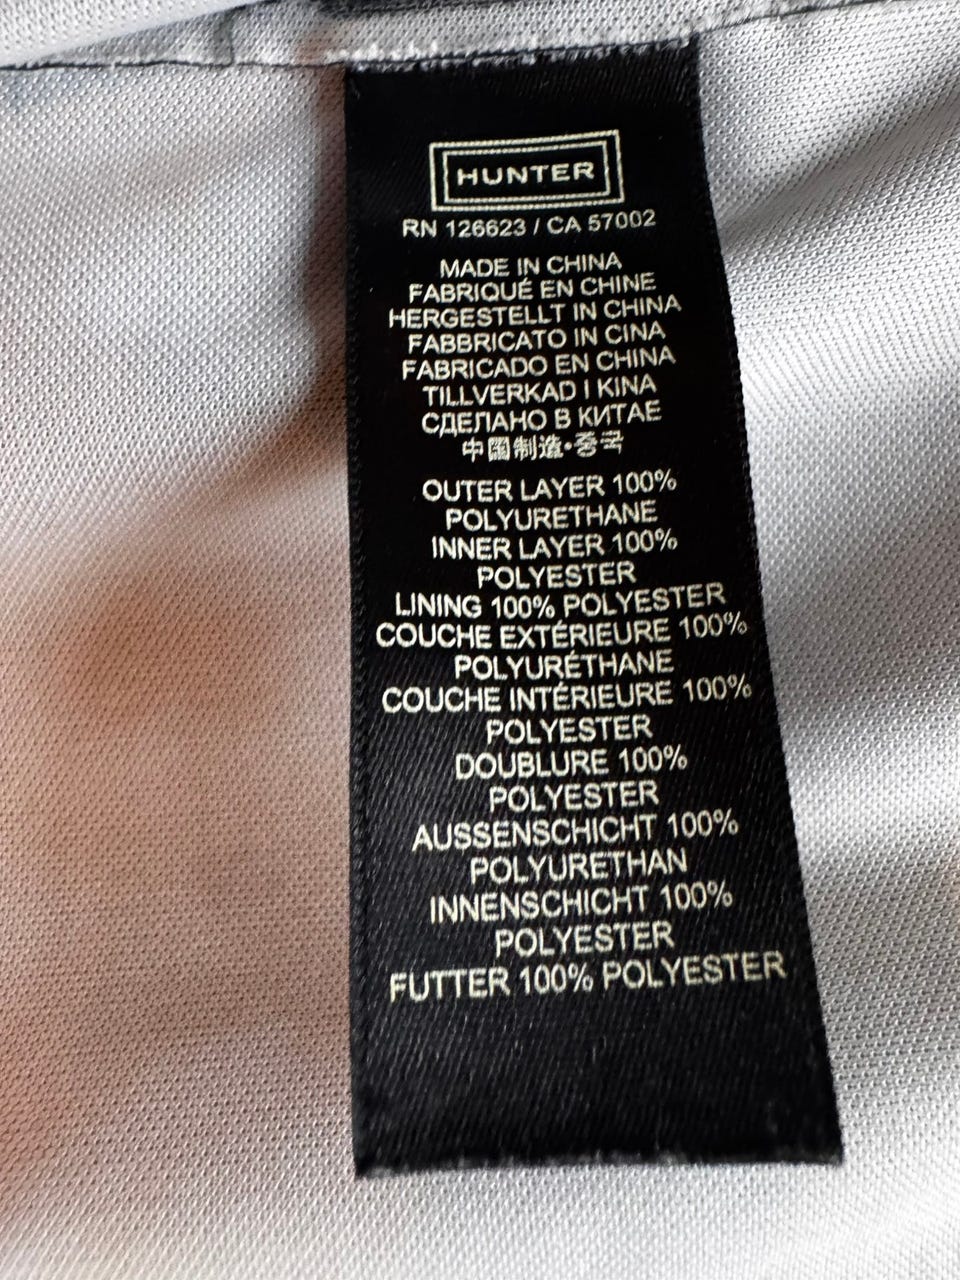 HUNTER
RN 126623 / CA 57002
MADE IN CHINA
FABRIQUÉ EN CHINE
HERGESTELLT IN CHINA
FABBRICATO IN CINA
FABRICADO EN CHINA
TILLVERKAD I KINA
СДЕЛАНО В КИТАЕ
中国制造•중국
OUTER LAYER 100%
POLYURETHANE
INNER LAYER 100%
POLYESTER
LINING 100% POLYESTER
COUCHE EXTÉRIEURE 100%
POLYURÉTHANE
COUCHE INTÉRIEURE 100%
POLYESTER
DOUBLURE 100%
POLYESTER
AUSSENSCHICHT 100%
POLYURETHAN
INNENSCHICHT 100%
POLYESTER
FUTTER 100% POLYESTER